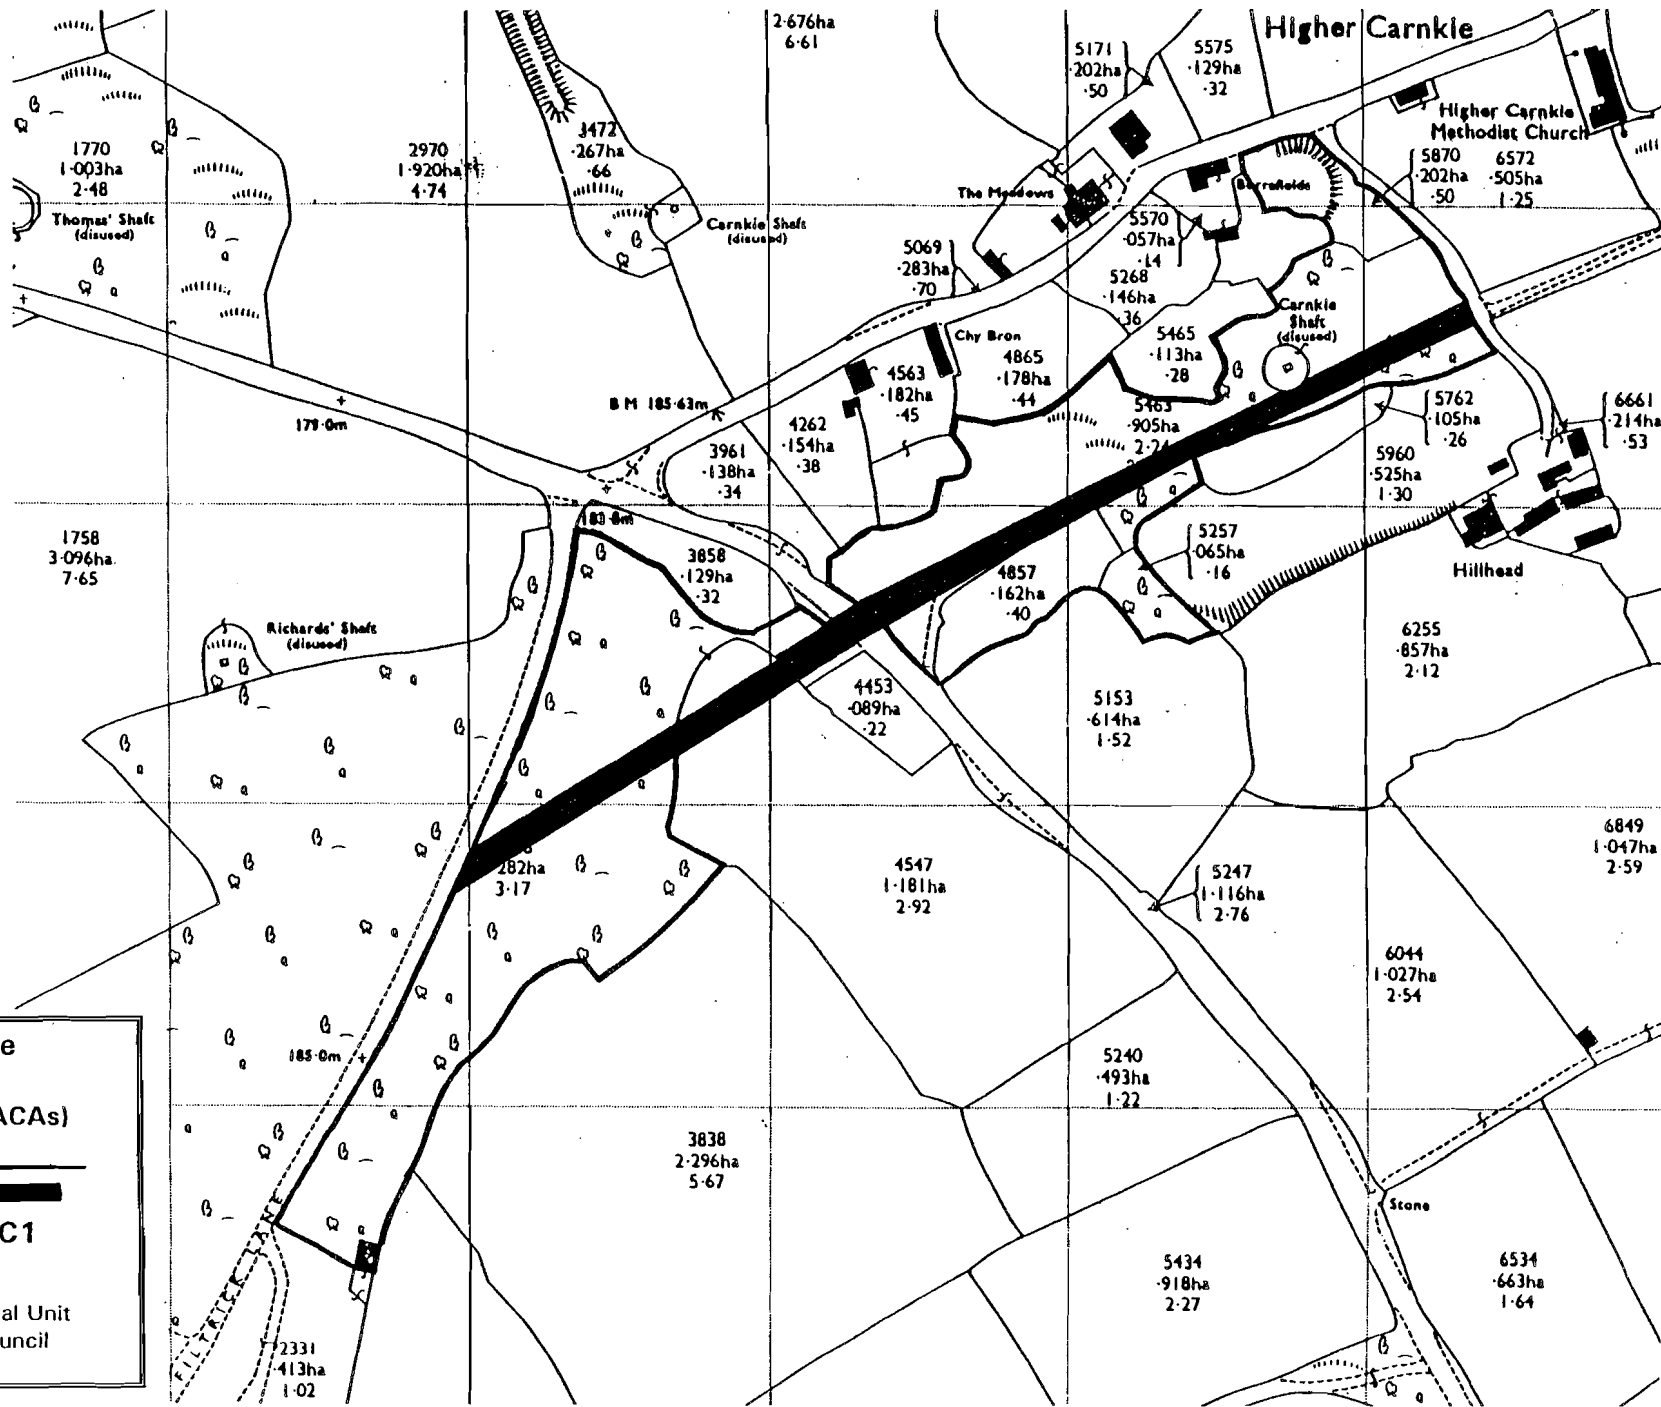 Higher Carnkie
2·676ha
6·61
5171
·202ha
·50
5575
·129ha
·32
Higher Carnkie
Methodist Church
5870
·202ha
·50
6572
·505ha
1·25
1770
1·003ha
2·48
Thomas' Shaft
(disused)
2970
1·920ha
4·74
3472
·267ha
·66
Carnkie Shaft
(disused)
The Meadows
5570
·057ha
·14
5069
·283ha
·70
5268
·146ha
·36
Carnkie
Shaft
(disused)
Chy Bron
4865
·178ha
·44
5465
·113ha
·28
4563
·182ha
·45
B M 185·63m
179·0m
4262
·154ha
·38
3961
·138ha
·34
5463
·905ha
2·24
5762
·105ha
·26
6661
·214ha
·53
5960
·525ha
1·30
1758
3·096ha
7·65
3858
·129ha
·32
5257
·065ha
·16
4857
·162ha
·40
Hillhead
Richards' Shaft
(disused)
6255
·857ha
2·12
4453
·089ha
·22
5153
·614ha
1·52
282ha
3·17
4547
1·181ha
2·92
5247
1·116ha
2·76
6849
1·047ha
2·59
6044
1·027ha
2·54
185·0m
5240
·493ha
1·22
3838
2·296ha
5·67
Stone
5434
·918ha
2·27
6534
·663ha
1·64
FILTRICK LANE
2331
·413ha
1·02
e
ACAs)
C1
al Unit
uncil